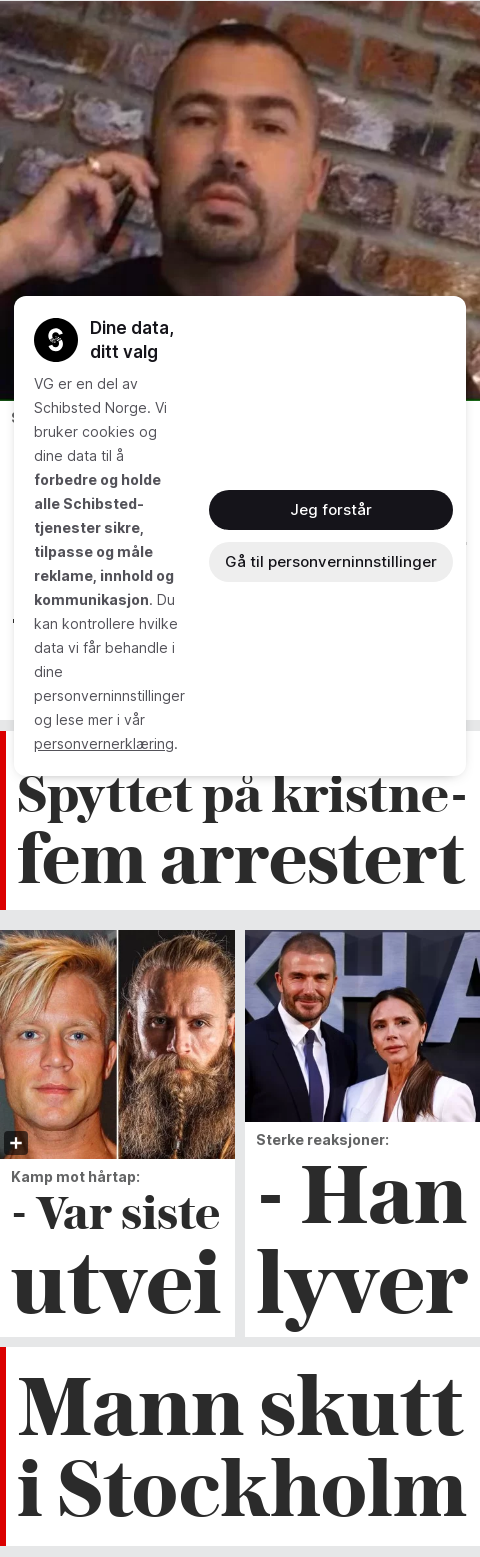 Dine data,
ditt valg
VG er en del av
Schibsted Norge. Vi
bruker cookies og
dine data til å
forbedre og holde
alle Schibsted-
tjenester sikre,
tilpasse og måle
reklame, innhold og
kommunikasjon. Du
kan kontrollere hvilke
data vi får behandle i
dine
personverninnstillinger
og lese mer i vår
personvernerklæring.
Jeg forstår
Gå til personverninnstillinger
Spyttet på kristne-
fem arrestert
KHA
Kamp mot hårtap:
- Var siste
utvei
Sterke reaksjoner:
- Han
lyver
Mann skutt
i Stockholm